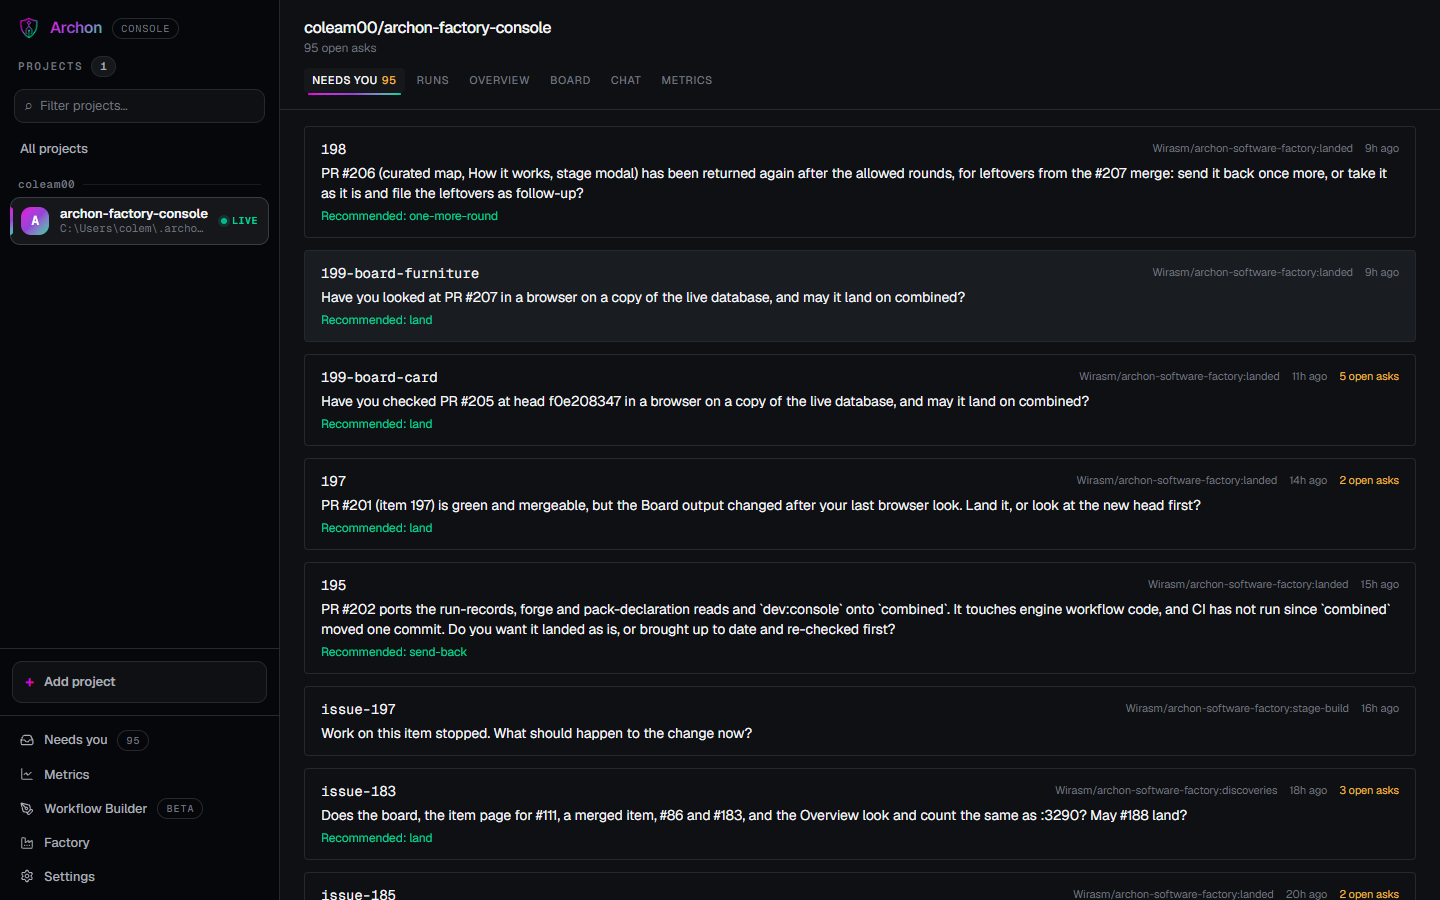 Archon CONSOLE
PROJECTS 1
Filter projects...
All projects
coleam00
A
archon-factory-console
C:\Users\colem\.archo…
LIVE
+ Add project
Needs you 95
Metrics
Workflow Builder BETA
Factory
Settings
coleam00/archon-factory-console
95 open asks
NEEDS YOU 95 RUNS OVERVIEW BOARD CHAT METRICS
198 Wirasm/archon-software-factory:landed 9h ago
PR #206 (curated map, How it works, stage modal) has been returned again after the allowed rounds, for leftovers from the #207 merge: send it back once more, or take it
as it is and file the leftovers as follow-up?
Recommended: one-more-round
199-board-furniture Wirasm/archon-software-factory:landed 9h ago
Have you looked at PR #207 in a browser on a copy of the live database, and may it land on combined?
Recommended: land
199-board-card Wirasm/archon-software-factory:landed 11h ago 5 open asks
Have you checked PR #205 at head f0e208347 in a browser on a copy of the live database, and may it land on combined?
Recommended: land
197 Wirasm/archon-software-factory:landed 14h ago 2 open asks
PR #201 (item 197) is green and mergeable, but the Board output changed after your last browser look. Land it, or look at the new head first?
Recommended: land
195 Wirasm/archon-software-factory:landed 15h ago
PR #202 ports the run-records, forge and pack-declaration reads and `dev:console` onto `combined`. It touches engine workflow code, and CI has not run since `combined`
moved one commit. Do you want it landed as is, or brought up to date and re-checked first?
Recommended: send-back
issue-197 Wirasm/archon-software-factory:stage-build 16h ago
Work on this item stopped. What should happen to the change now?
issue-183 Wirasm/archon-software-factory:discoveries 18h ago 3 open asks
Does the board, the item page for #111, a merged item, #86 and #183, and the Overview look and count the same as :3290? May #188 land?
Recommended: land
issue-185 Wirasm/archon-software-factory:landed 20h ago 2 open asks